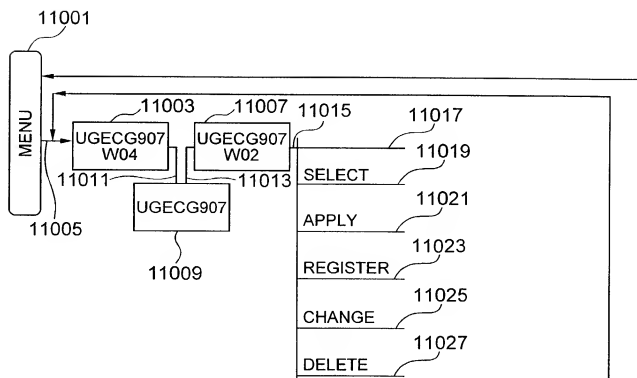 11001
MENU
11003
UGECG907
W04
11007
UGECG907
W02
11015
11017
11005
11011
11013
UGECG907
11009
SELECT
11019
APPLY
11021
REGISTER
11023
CHANGE
11025
DELETE
11027